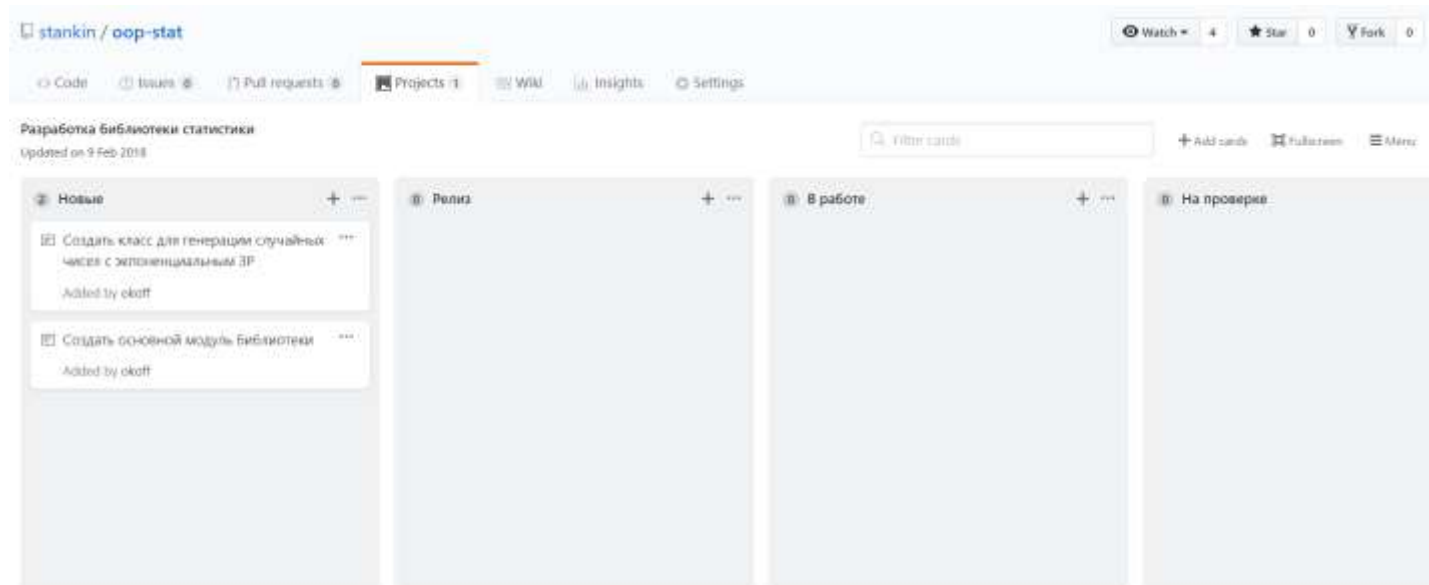 stankin / oop-stat
Watch 4 Star 0 Fork 0
Code Issues 0 Pull requests 0 Projects 1 Wiki Insights Settings
Разработка библиотеки статистики
Updated on 9 Feb 2018
Filter cards
Add cards Fullscreen Menu
2 Новые
0 Релиз
0 В работе
0 На проверке
Создать класс для генерации случайных
чисел с экпоненциальным ЗР
Added by okoff
Создать основной модуль библиотеки
Added by okoff